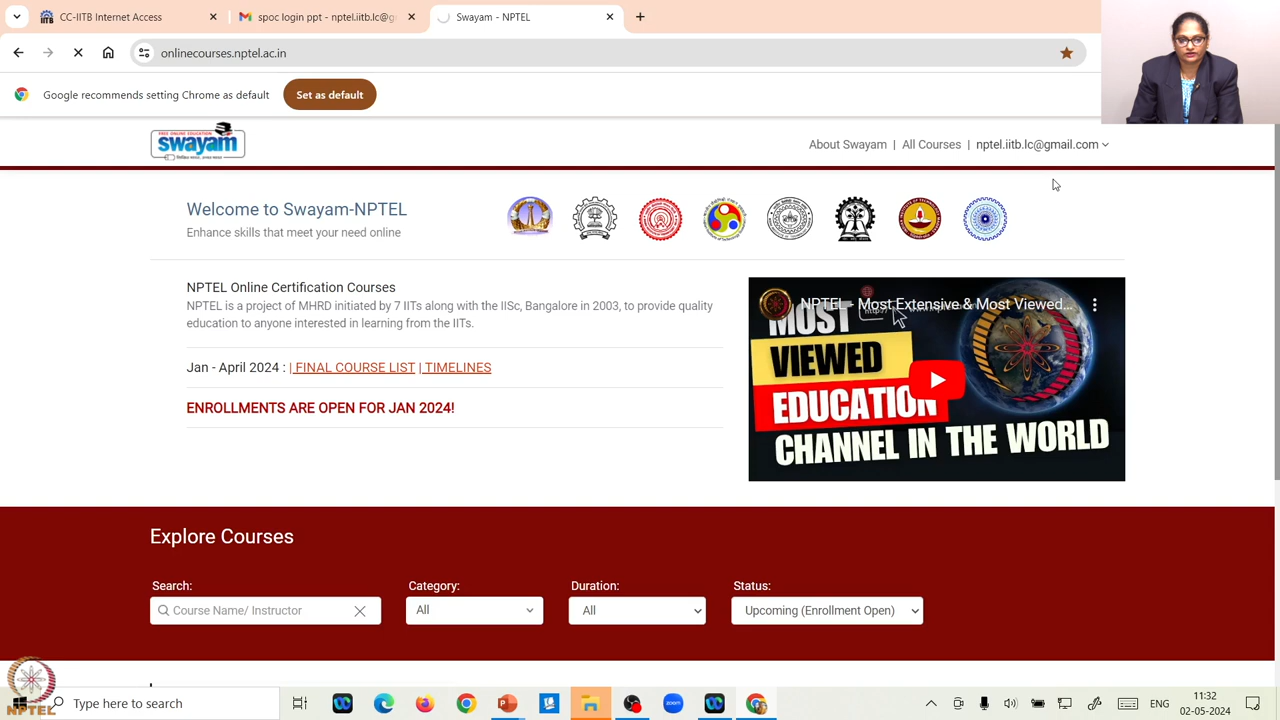 CC-IITB Internet Access
spoc login ppt - nptel.iitb.lc@g
Swayam - NPTEL
onlinecourses.nptel.ac.in
Google recommends setting Chrome as default
Set as default
FREE ONLINE EDUCATION
swayam
About Swayam | All Courses | nptel.iitb.lc@gmail.com
Welcome to Swayam-NPTEL
Enhance skills that meet your need online
NPTEL Online Certification Courses
NPTEL is a project of MHRD initiated by 7 IITs along with the IISc, Bangalore in 2003, to provide quality
education to anyone interested in learning from the IITs.
Jan - April 2024 : | FINAL COURSE LIST | TIMELINES
ENROLLMENTS ARE OPEN FOR JAN 2024!
NPTEL - Most Extensive & Most Viewed...
MOST
VIEWED
EDUCATION
CHANNEL IN THE WORLD
Explore Courses
Search:
Category:
Duration:
Status:
Course Name/ Instructor
All
All
Upcoming (Enrollment Open)
Type here to search
ENG
11:32
02-05-2024
NPTEL